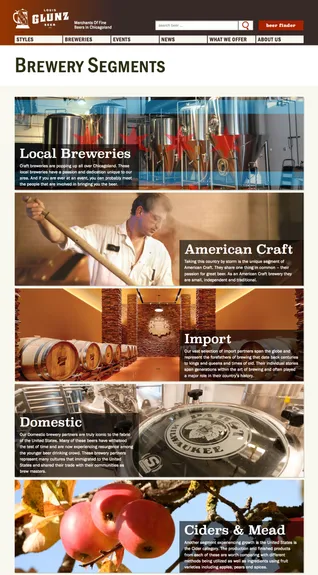 LOUIS
GLUNZ
BEER
Merchants Of Fine
Beers In Chicagoland
search beer ...
beer finder
STYLES
BREWERIES
EVENTS
NEWS
WHAT WE OFFER
ABOUT US
BREWERY SEGMENTS
Local Breweries
Craft breweries are popping up all over Chicagoland. These
local breweries have a passion and dedication unique to our
area. And if you are ever at an event, you can probably meet
the people that are involved in bringing you the beer.
American Craft
Taking this country by storm is the unique segment of
American Craft. They share one thing in common – their
passion for great beer. As an American Craft brewery they
are small, independent and traditional.
Import
Our vast selection of import partners span the globe and
represent the forefathers of brewing that date back centuries
to kings and queens and times of old. Their individual stories
span generations within the art of brewing and often played
a major role in their country's history.
Domestic
Our Domestic brewery partners are truly icons to the fabric
of the United States. Many of these beers have withstood
the test of time and are now experiencing resurgence among
the younger beer drinking crowd. These brewery partners
represent many cultures that immigrated to the United
States and shared their trade with their communities as
brew masters.
MILWAUKEE
Ciders & Mead
Another segment experiencing growth in the United States is
the Cider category. The production and finished products
from each of these are worth comparing with different
methods being utilized as well as ingredients using fruit
varieties including apples, pears and spices.